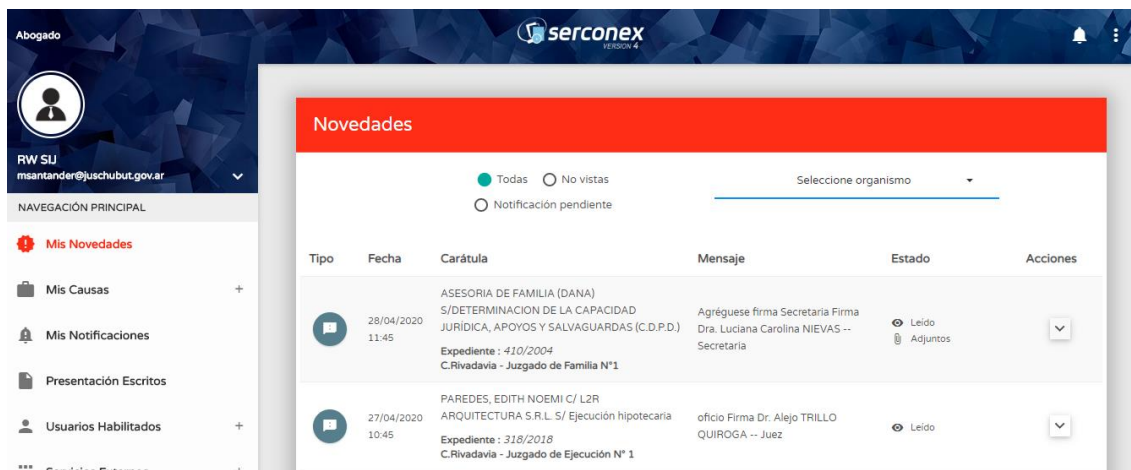 Abogado
serconex
VERSION 4
RW SIJ
msantander@juschubut.gov.ar
NAVEGACIÓN PRINCIPAL
Mis Novedades
Mis Causas +
Mis Notificaciones
Presentación Escritos
Usuarios Habilitados +
Servicios Externos +
Novedades
Todas No vistas
Notificación pendiente
Seleccione organismo
Tipo Fecha Carátula Mensaje Estado Acciones
28/04/2020
11:45
ASESORIA DE FAMILIA (DANA)
S/DETERMINACION DE LA CAPACIDAD
JURÍDICA, APOYOS Y SALVAGUARDAS (C.D.P.D.)
Expediente : 410/2004
C.Rivadavia - Juzgado de Familia N°1
Agréguese firma Secretaria Firma
Dra. Luciana Carolina NIEVAS --
Secretaria
Leído
Adjuntos
27/04/2020
10:45
PAREDES, EDITH NOEMI C/ L2R
ARQUITECTURA S.R.L. S/ Ejecución hipotecaria
Expediente : 318/2018
C.Rivadavia - Juzgado de Ejecución N° 1
oficio Firma Dr. Alejo TRILLO
QUIROGA -- Juez
Leído